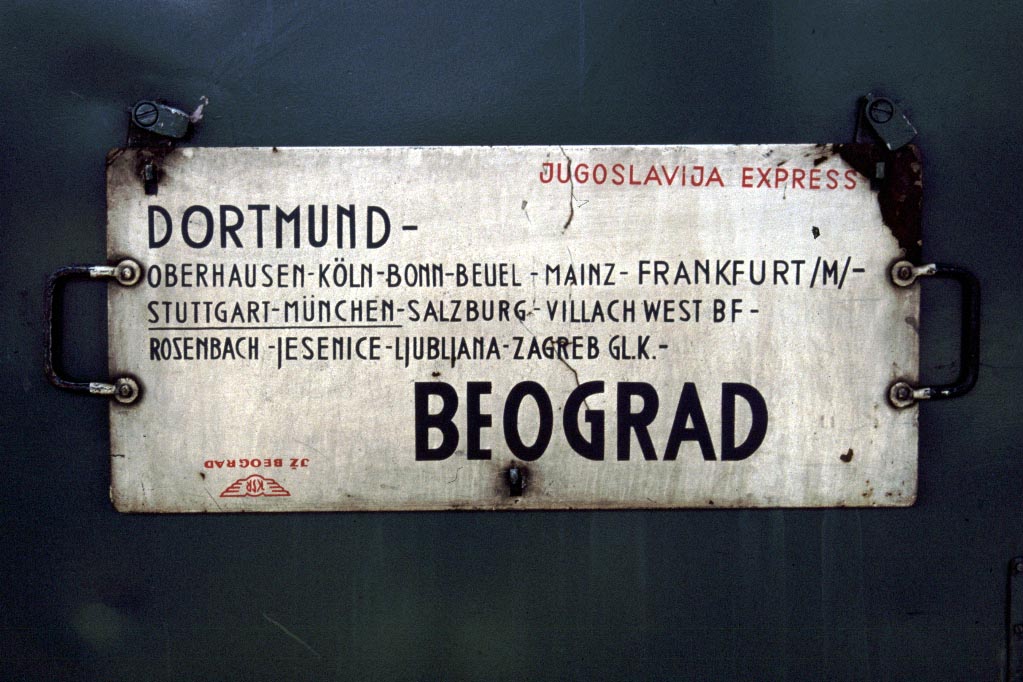 JUGOSLAVIJA EXPRESS
DORTMUND-
OBERHAUSEN-KÖLN-BONN-BEUEL-MAINZ-FRANKFURT/M/-
STUTTGART-MÜNCHEN-SALZBURG-VILLACH WEST BF-
ROSENBACH-JESENICE-LJUBLJANA-ZAGREB GL.K.-
BEOGRAD
JŽ BEOGRAD